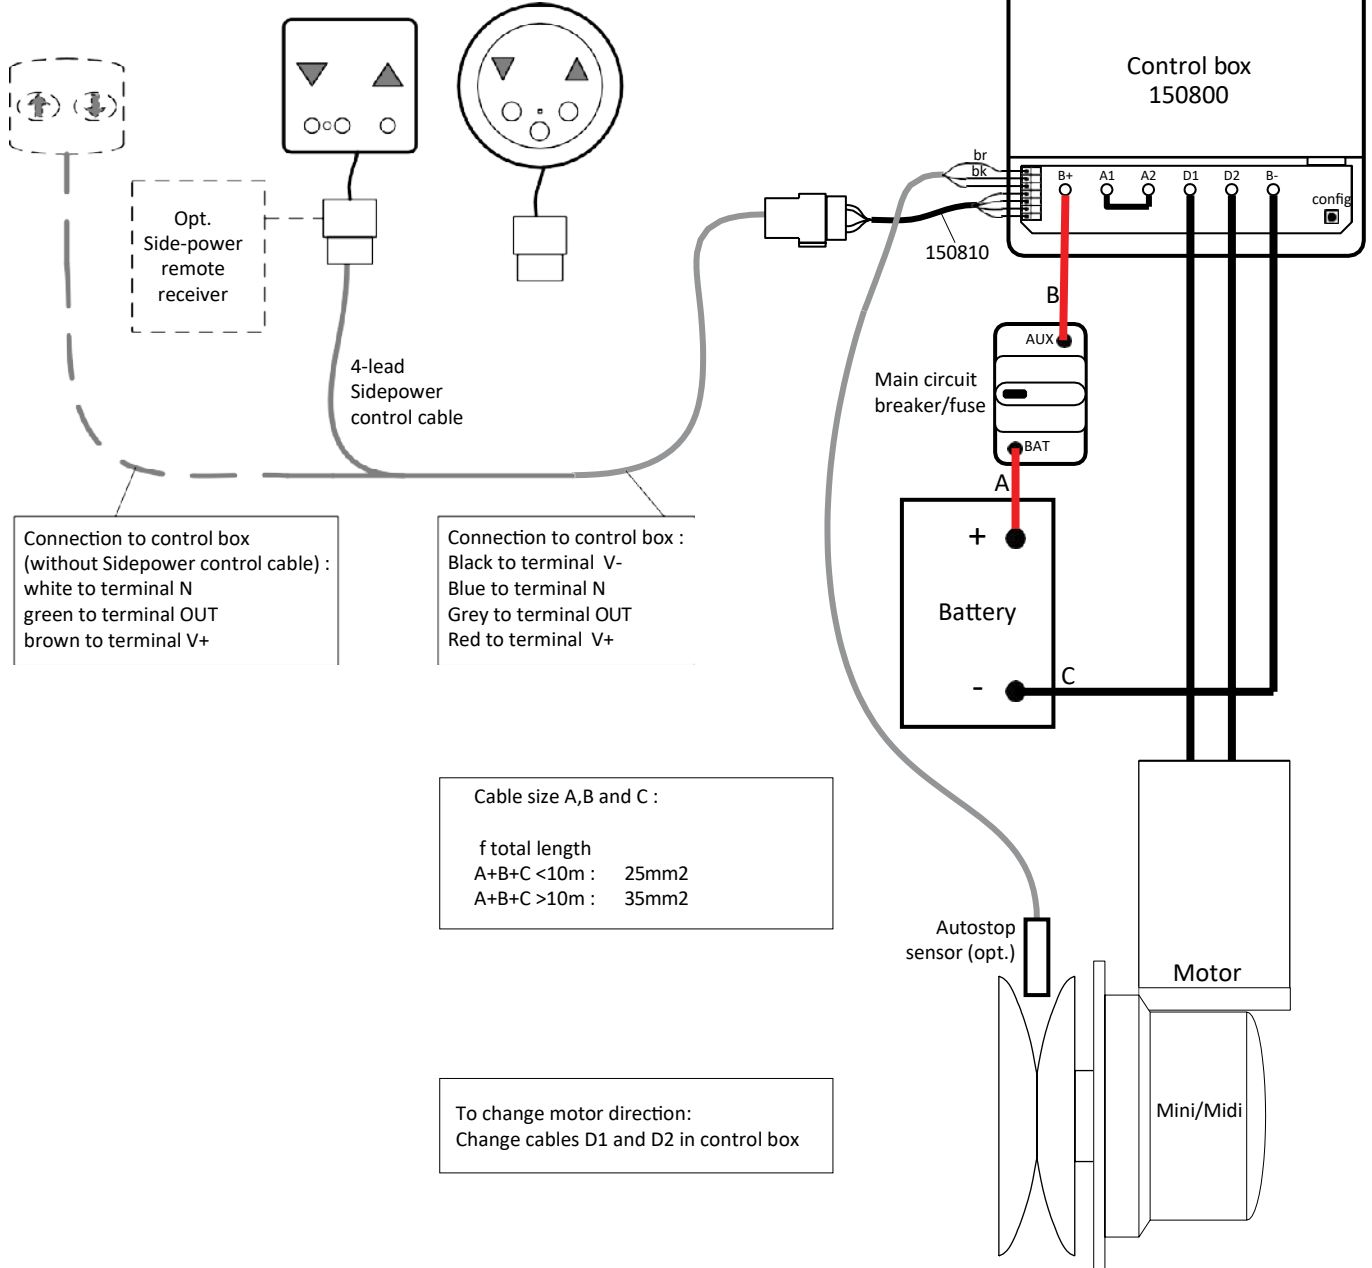 Control box
150800
br
bk
B+
A1
A2
D1
D2
B-
config
150810
Opt.
Side-power
remote
receiver
B
AUX
Main circuit
breaker/fuse
BAT
A
4-lead
Sidepower
control cable
Connection to control box
(without Sidepower control cable) :
white to terminal N
green to terminal OUT
brown to terminal V+
Connection to control box :
Black to terminal V-
Blue to terminal N
Grey to terminal OUT
Red to terminal V+
+
Battery
-
C
Cable size A,B and C :
f total length
A+B+C <10m : 25mm2
A+B+C >10m : 35mm2
Autostop
sensor (opt.)
Motor
Mini/Midi
To change motor direction:
Change cables D1 and D2 in control box